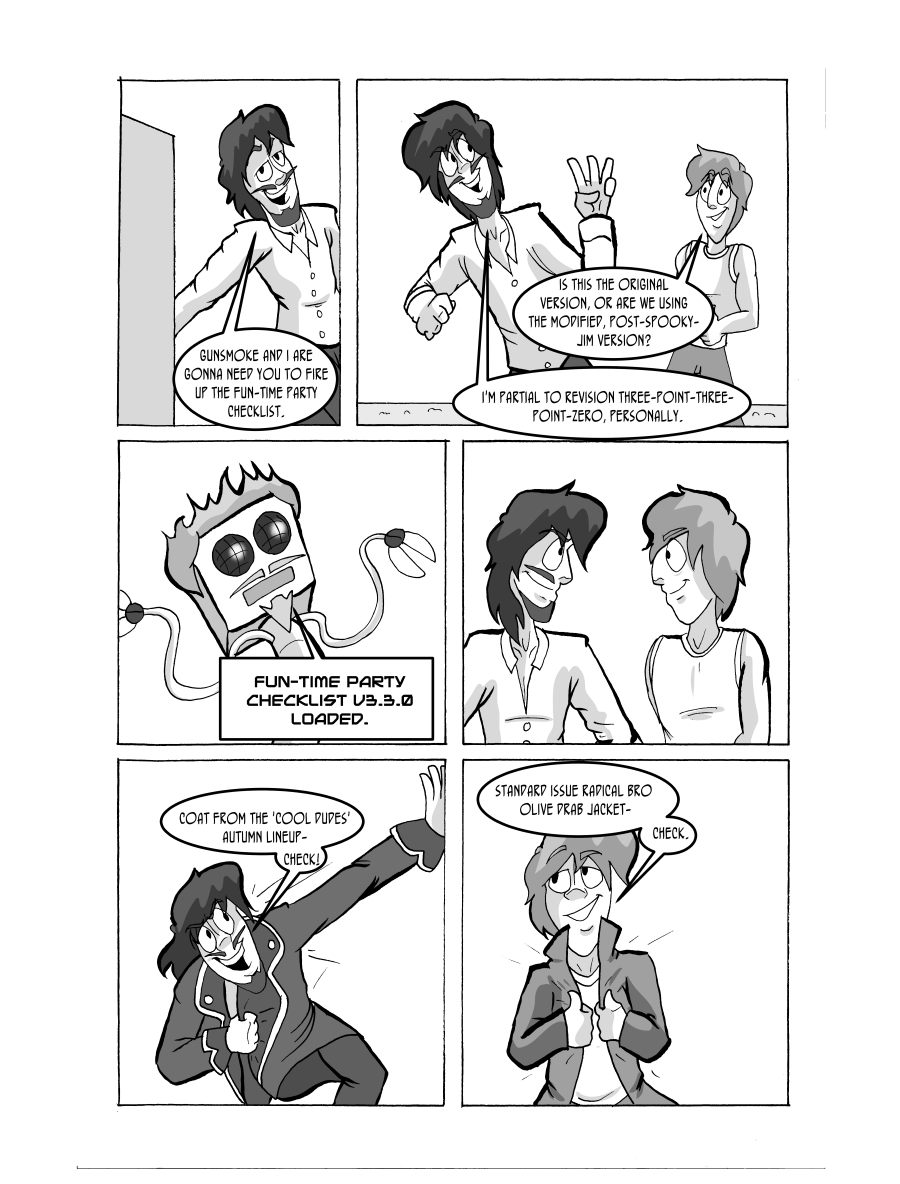 GUNSMOKE AND I ARE
GONNA NEED YOU TO FIRE
UP THE FUN-TIME PARTY
CHECKLIST.
IS THIS THE ORIGINAL
VERSION, OR ARE WE USING
THE MODIFIED, POST-SPOOKY-
JIM VERSION?
I'M PARTIAL TO REVISION THREE-POINT-THREE-
POINT-ZERO, PERSONALLY.
FUN-TIME PARTY
CHECKLIST V3.3.0
LOADED.
COAT FROM THE 'COOL DUDES'
AUTUMN LINEUP-
CHECK!
STANDARD ISSUE RADICAL BRO
OLIVE DRAB JACKET-
CHECK.